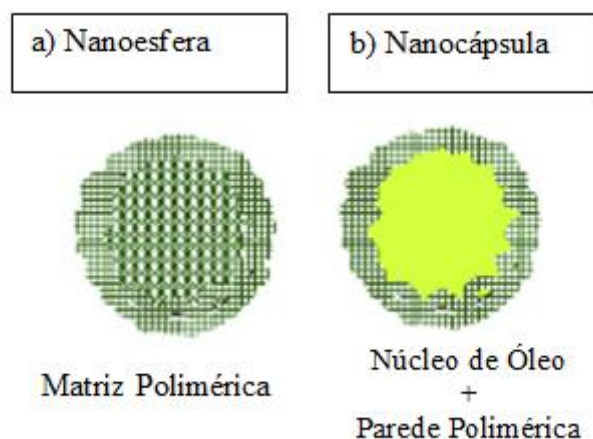 a) Nanoesfera
b) Nanocápsula
Matriz Polimérica
Núcleo de Óleo
+
Parede Polimérica